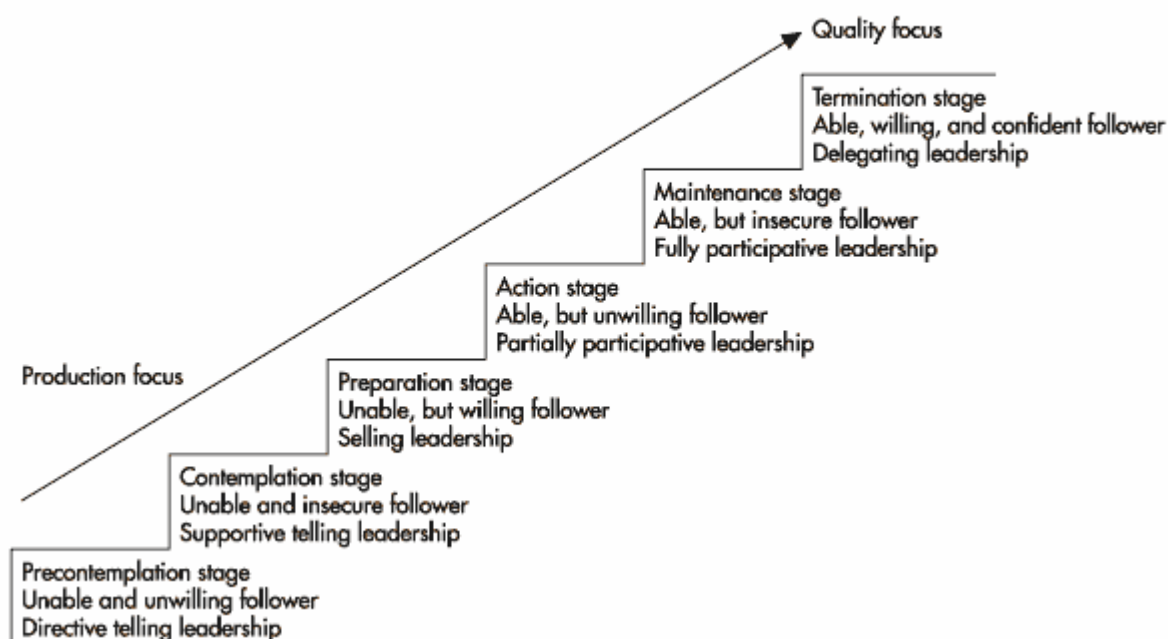 Quality focus
Termination stage
Able, willing, and confident follower
Delegating leadership
Maintenance stage
Able, but insecure follower
Fully participative leadership
Action stage
Able, but unwilling follower
Partially participative leadership
Production focus
Preparation stage
Unable, but willing follower
Selling leadership
Contemplation stage
Unable and insecure follower
Supportive telling leadership
Precontemplation stage
Unable and unwilling follower
Directive telling leadership